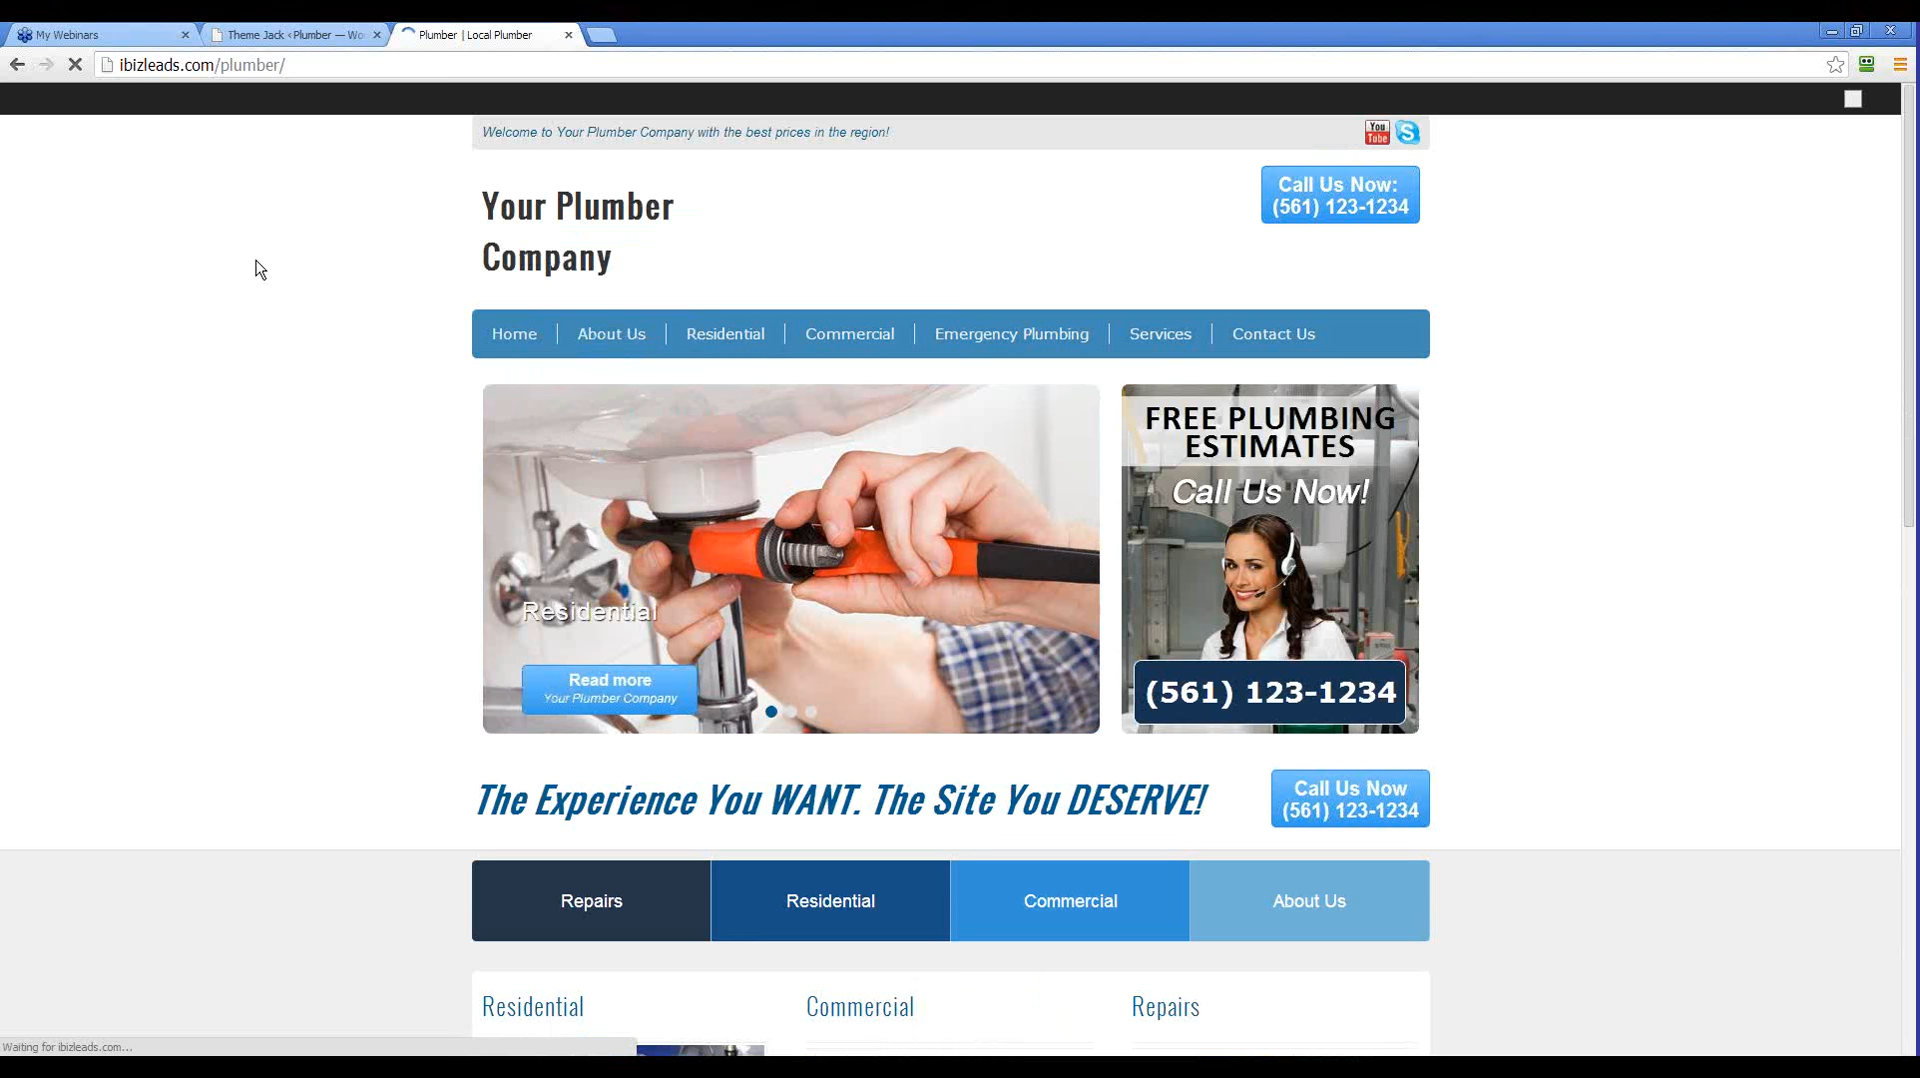 My Webinars
Theme Jack ‹ Plumber — Wo
Plumber | Local Plumber
ibizleads.com/plumber/
Welcome to Your Plumber Company with the best prices in the region!
You
Tube
S
Your Plumber
Company
Call Us Now:
(561) 123-1234
Home
About Us
Residential
Commercial
Emergency Plumbing
Services
Contact Us
Residential
Read more
Your Plumber Company
FREE PLUMBING
ESTIMATES
Call Us Now!
(561) 123-1234
The Experience You WANT. The Site You DESERVE!
Call Us Now
(561) 123-1234
Repairs
Residential
Commercial
About Us
Residential
Commercial
Repairs
Waiting for ibizleads.com...